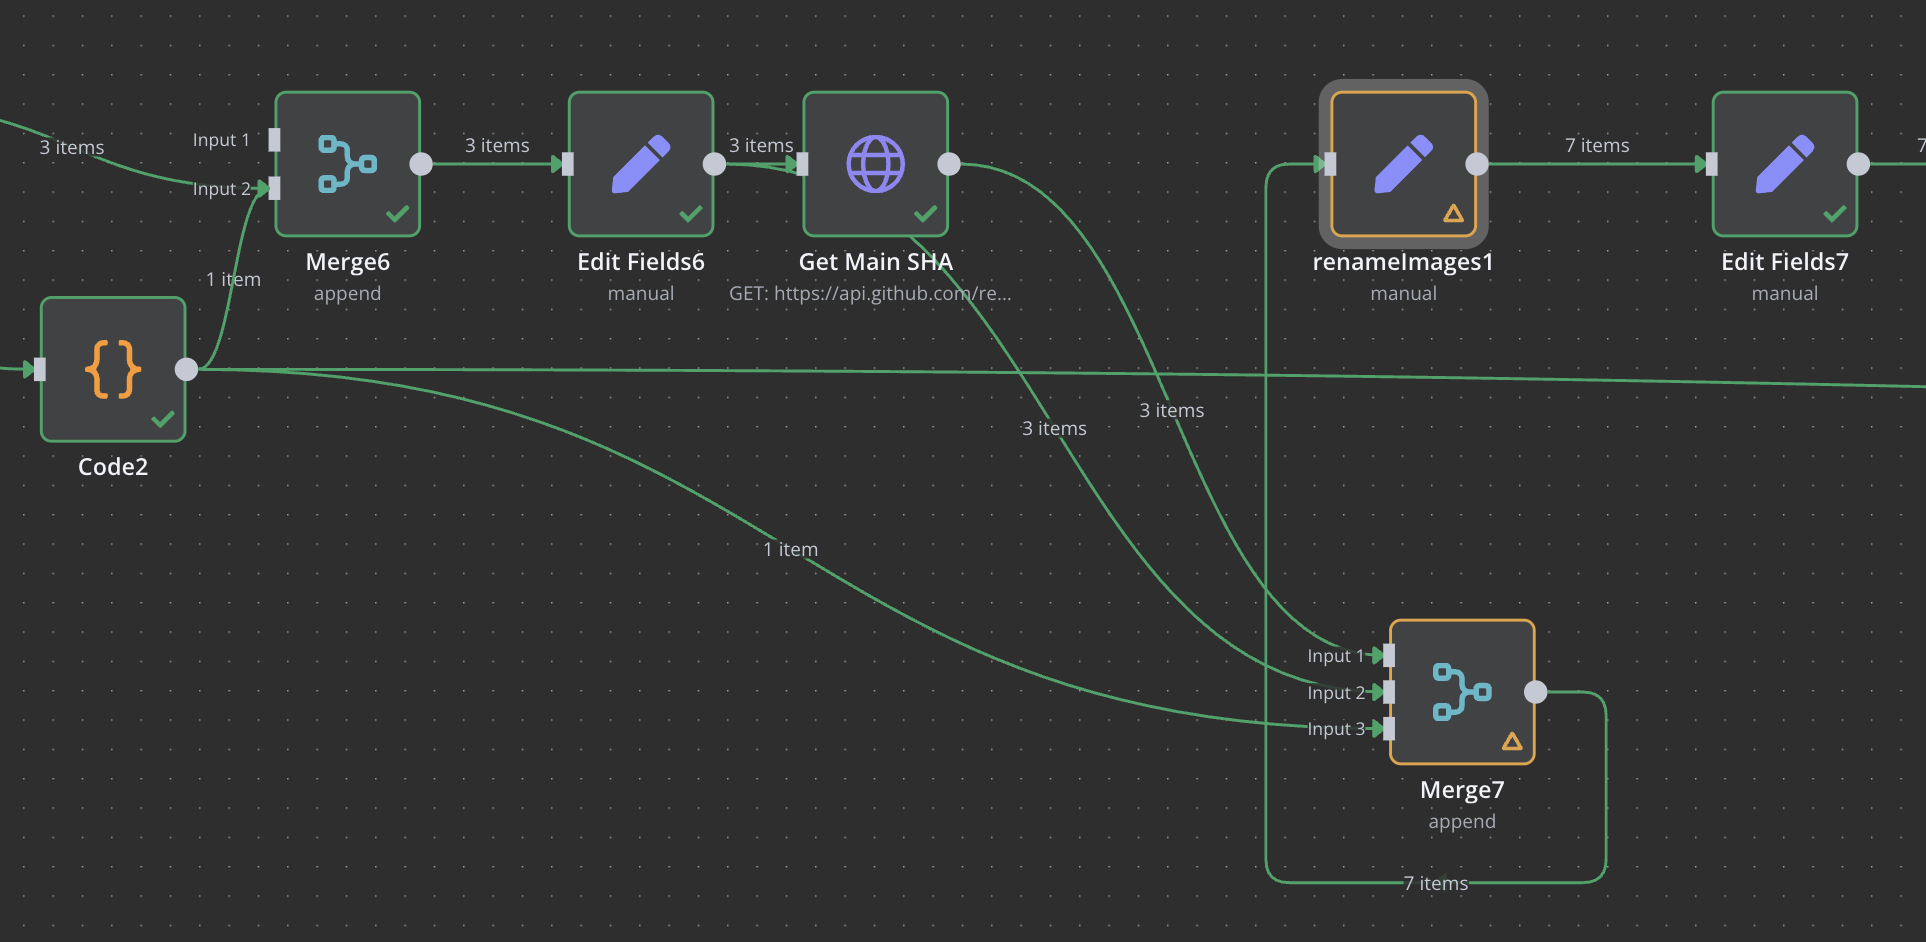 3 items
Input 1
Input 2
3 items
3 items
7 items
7
Merge6
append
Edit Fields6
manual
Get Main SHA
GET: https://api.github.com/re...
renameImages1
manual
Edit Fields7
manual
1 item
{}
Code2
3 items
3 items
1 item
Input 1
Input 2
Input 3
Merge7
append
7 items